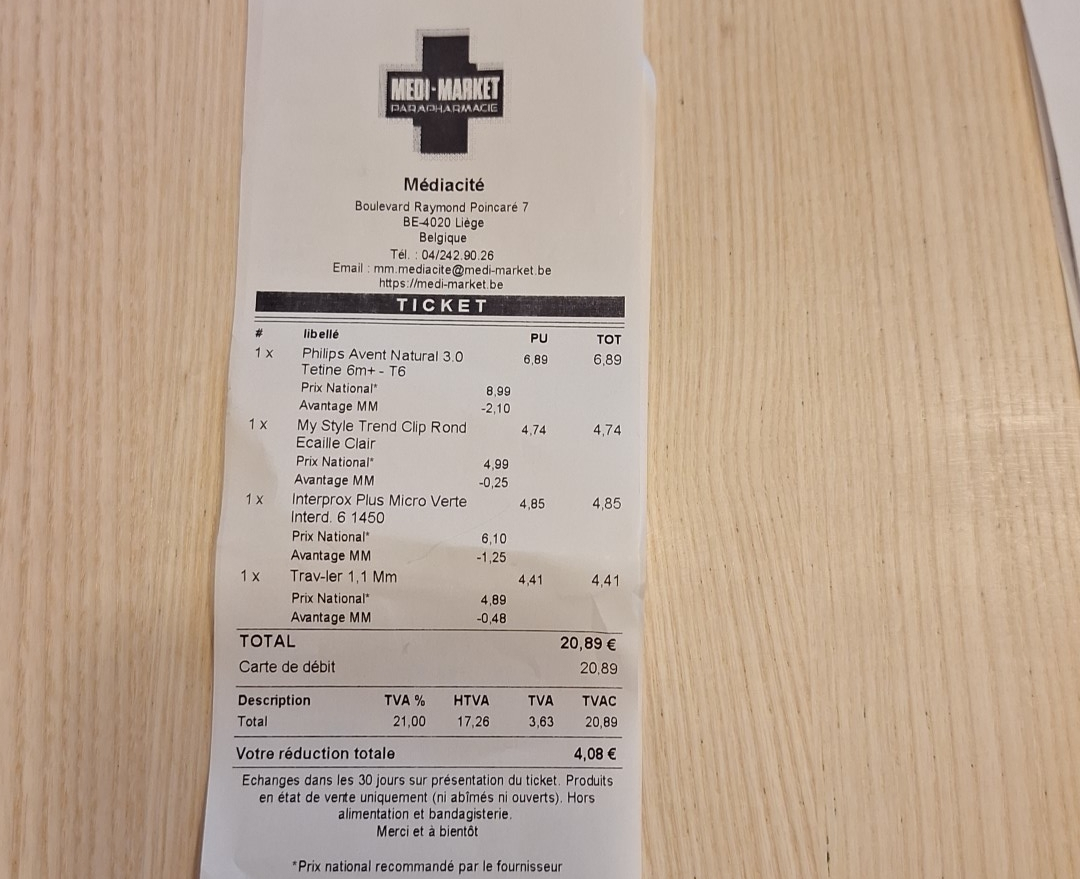 MEDI-MARKET
PARAPHARMACIE
Médiacité
Boulevard Raymond Poincaré 7
BE-4020 Liège
Belgique
Tél. : 04/242.90.26
Email : mm.mediacite@medi-market.be
https://medi-market.be
TICKET
# libellé PU TOT
1 x Philips Avent Natural 3.0 6,89 6,89
Tetine 6m+ - T6
Prix National* 8,99
Avantage MM -2,10
1 x My Style Trend Clip Rond 4,74 4,74
Ecaille Clair
Prix National* 4,99
Avantage MM -0,25
1 x Interprox Plus Micro Verte 4,85 4,85
Interd. 6 1450
Prix National* 6,10
Avantage MM -1,25
1 x Trav-ler 1,1 Mm 4,41 4,41
Prix National* 4,89
Avantage MM -0,48
TOTAL 20,89 €
Carte de débit 20,89
Description TVA % HTVA TVA TVAC
Total 21,00 17,26 3,63 20,89
Votre réduction totale 4,08 €
Echanges dans les 30 jours sur présentation du ticket. Produits
en état de vente uniquement (ni abîmés ni ouverts). Hors
alimentation et bandagisterie.
Merci et à bientôt
*Prix national recommandé par le fournisseur